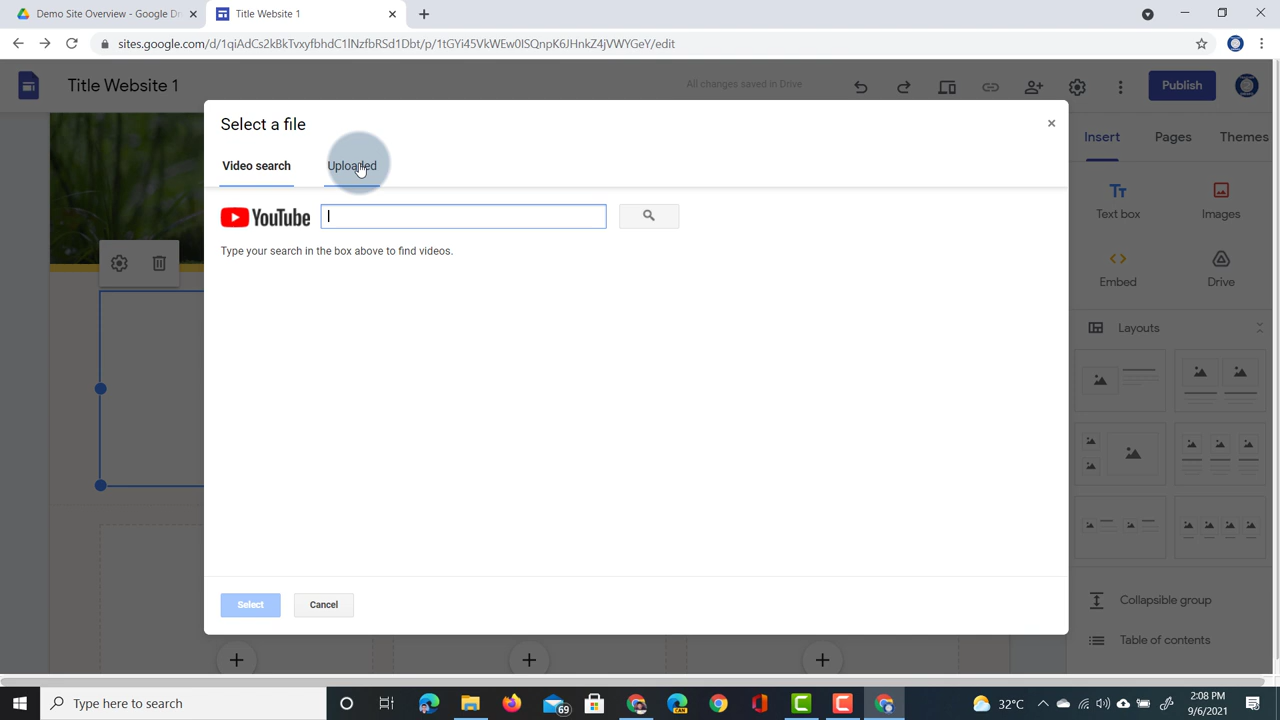 Demo Site Overview - Google Dr
Title Website 1
sites.google.com/d/1qiAdCs2kBkTvxyfbhdC1lNzfbRSd1Dbt/p/1tGYi45VkWEw0ISQnpK6JHnkZ4jVWYGeY/edit
Title Website 1
All changes saved in Drive
Publish
Select a file
Insert
Pages
Themes
Video search
Uploaded
YouTube
Text box
Images
Type your search in the box above to find videos.
Embed
Drive
Layouts
Select
Cancel
Collapsible group
Table of contents
Type here to search
69
CAN
32°C
2:08 PM
9/6/2021